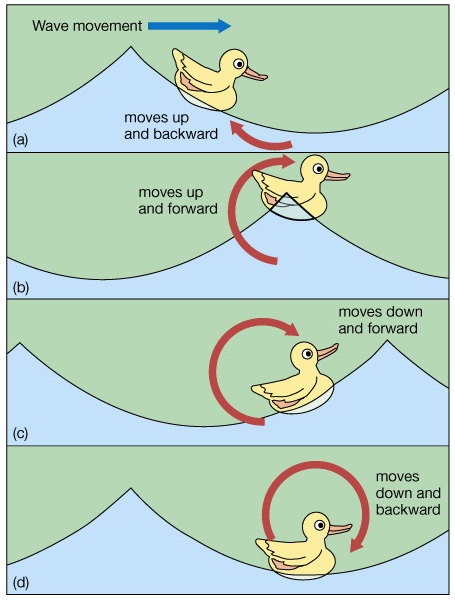 Wave movement
moves up
and backward
(a)
moves up
and forward
(b)
moves down
and forward
(c)
moves
down and
backward
(d)